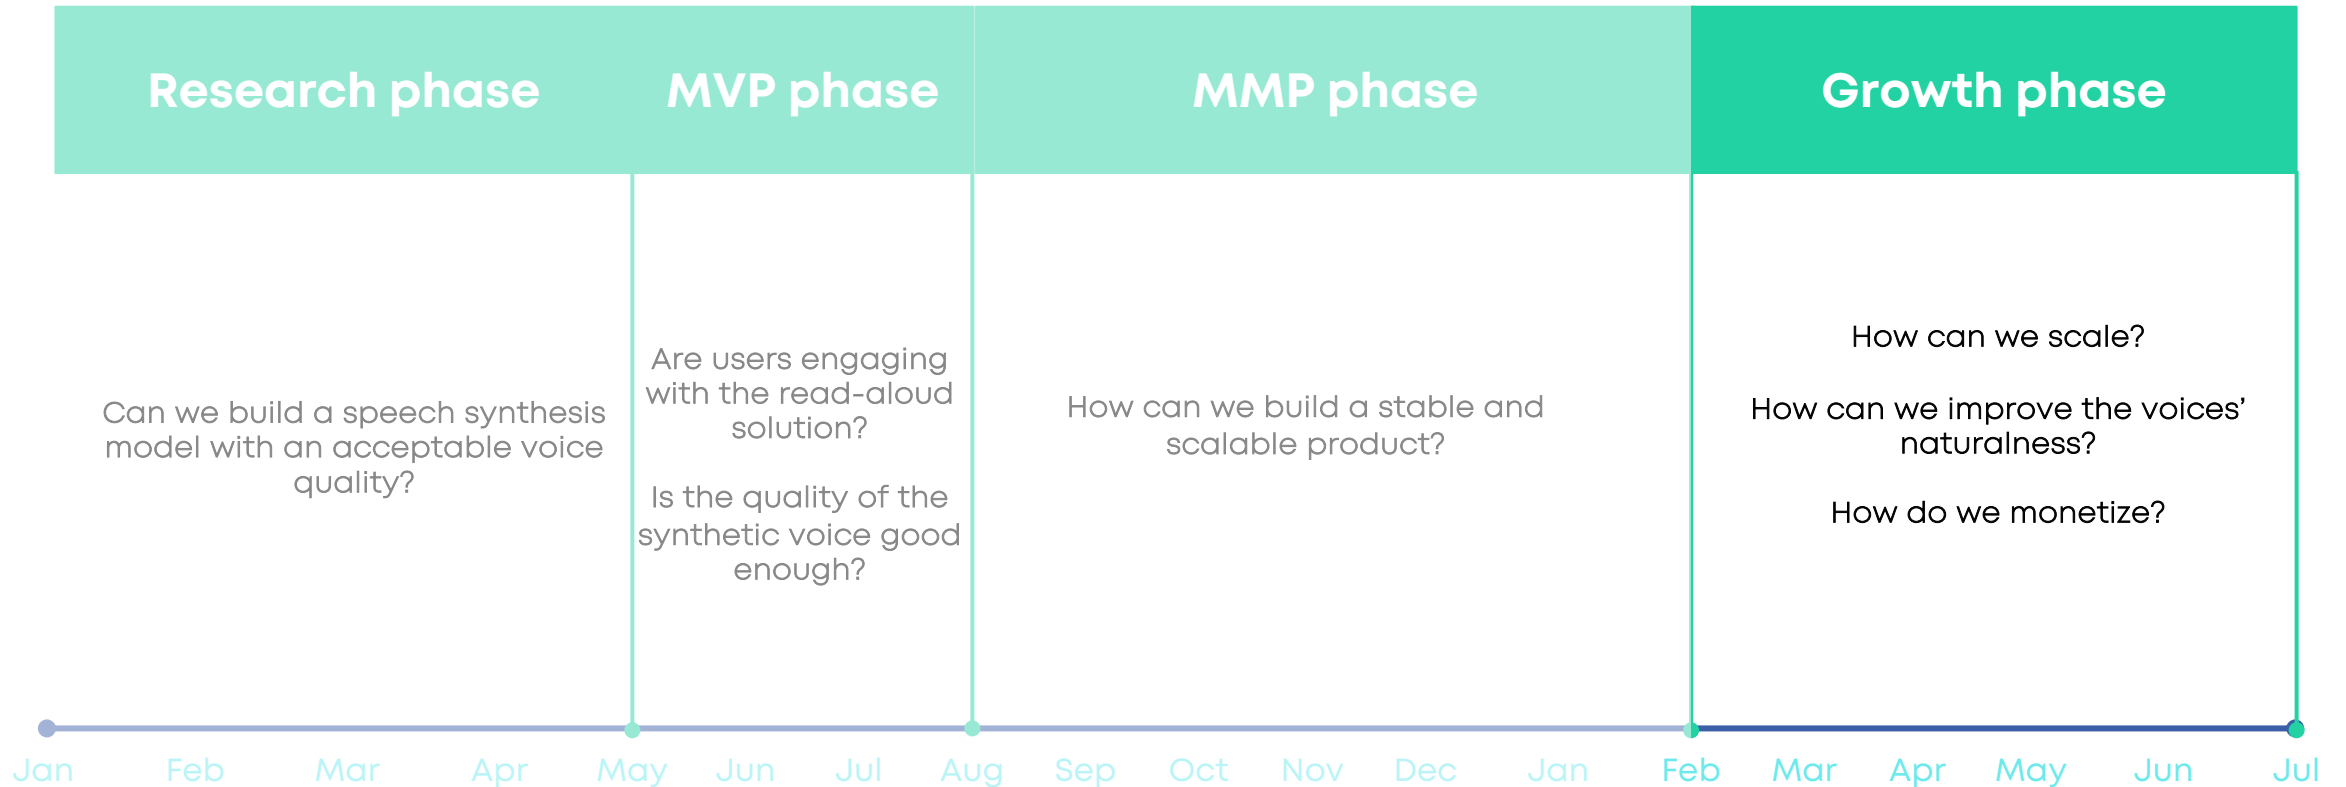 Research phase
MVP phase
MMP phase
Growth phase
Can we build a speech synthesis
model with an acceptable voice
quality?
Are users engaging
with the read-aloud
solution?
Is the quality of the
synthetic voice good
enough?
How can we build a stable and
scalable product?
How can we scale?
How can we improve the voices’
naturalness?
How do we monetize?
Jan Feb Mar Apr May Jun Jul Aug Sep Oct Nov Dec Jan Feb Mar Apr May Jun Jul